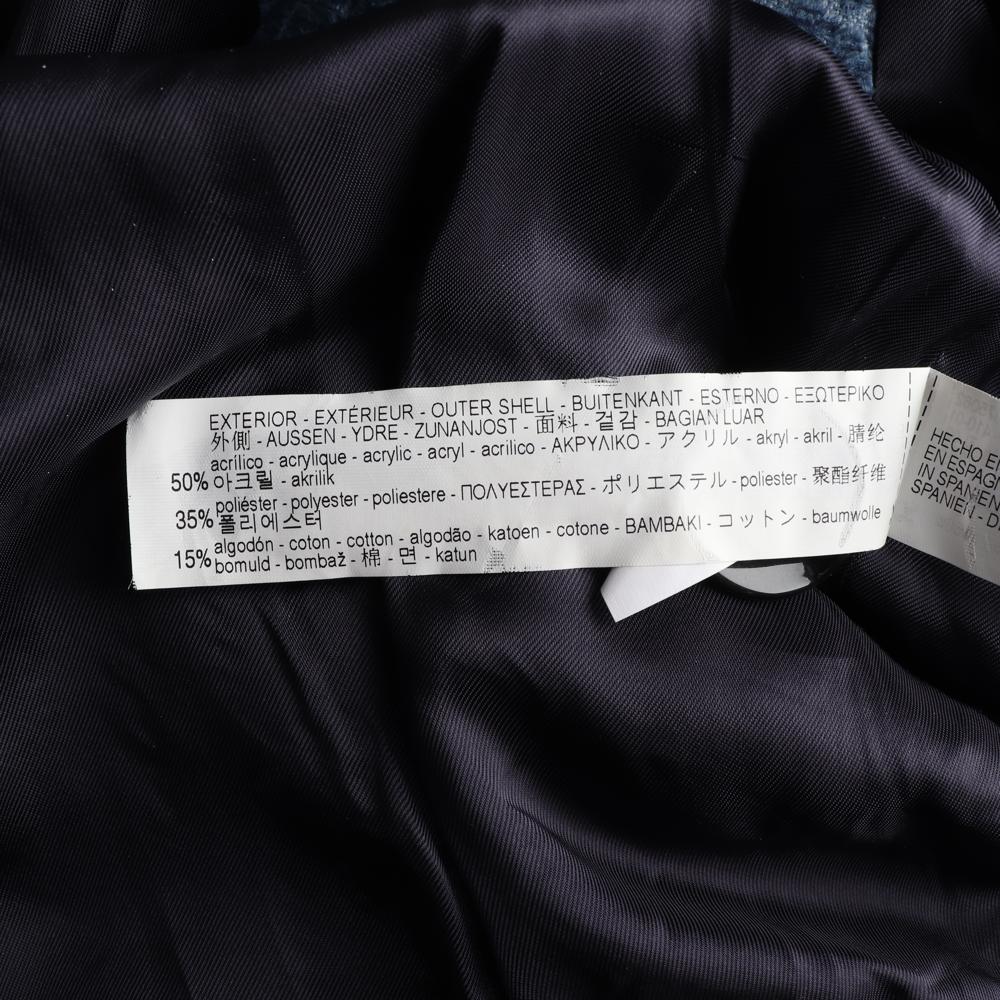 EXTERIOR - EXTÉRIEUR - OUTER SHELL - BUITENKANT - ESTERNO - ΕΞΩΤΕΡΙΚΟ
外側 - AUSSEN - YDRE - ZUNANJOST - 面料 - 겉감 - BAGIAN LUAR
acrílico - acrylique - acrylic - acryl - acrilico - ΑΚΡΥΛΙΚΟ - アクリル - akryl - akril - 腈纶
50% 아크릴 - akrilik
poliéster - polyester - poliestere - ΠΟΛΥΕΣΤΕΡΑΣ - ポリエステル - poliester - 聚酯纤维
35% 폴리에스터
algodón - coton - cotton - algodão - katoen - cotone - ΒΑΜΒΑΚΙ - コットン - baumwolle
15% bomuld - bombaž - 棉 - 면 - katun
HECHO
EN
IN
SPANIEN -